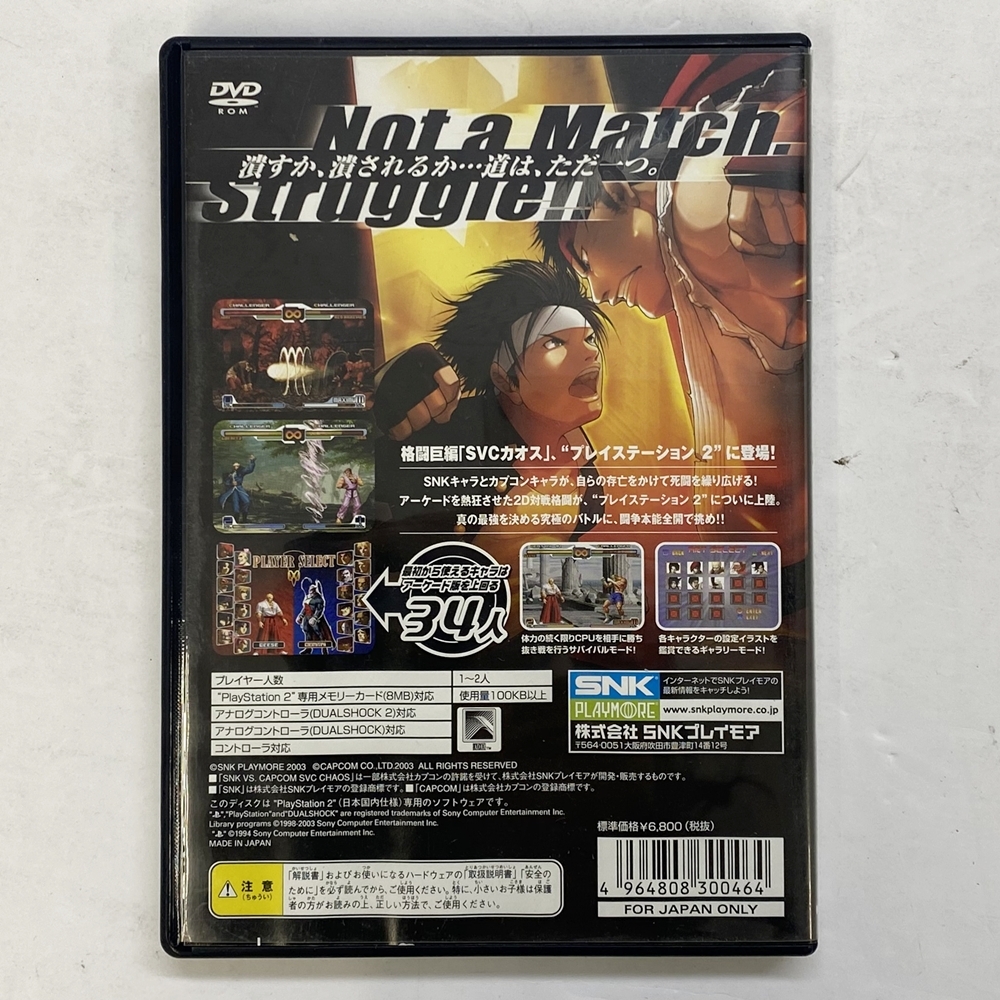 DVD
ROM
Not a Match.
潰すか、潰されるか…道は、ただ一つ。
Struggle!!
CHALLENGER
CHALLENGER
格闘巨編「SVCカオス」、“プレイステーション 2”に登場!
SNKキャラとカプコンキャラが、自らの存亡をかけて死闘を繰り広げる!
アーケードを熱狂させた2D対戦格闘が、“プレイステーション 2”についに上陸。
真の最強を決める究極のバトルに、闘争本能全開で挑め!!
PLAYER SELECT
GEESE
最初から使えるキャラは
アーケード版を上回る
34人
体力の続く限りCPUを相手に勝ち
抜き戦を行うサバイバルモード!
各キャラクターの設定イラストを
鑑賞できるギャラリーモード!
プレイヤー人数 1〜2人
"PlayStation 2"専用メモリーカード(8MB)対応 使用量100KB以上
アナログコントローラ(DUALSHOCK 2)対応
アナログコントローラ(DUALSHOCK)対応
コントローラ対応
SNK
PLAYMORE
インターネットでSNKプレイモアの
最新情報をキャッチしよう!
www.snkplaymore.co.jp
株式会社 SNKプレイモア
〒564-0051大阪府吹田市豊津町14番12号
©SNK PLAYMORE 2003 ©CAPCOM CO.,LTD.2003 ALL RIGHTS RESERVED
■「SNK VS. CAPCOM SVC CHAOS」は一部株式会社カプコンの許諾を受けて、株式会社SNKプレイモアが開発・販売するものです。
■「SNK」は株式会社SNKプレイモアの登録商標です。■「CAPCOM」は株式会社カプコンの登録商標です。
このディスクは "PlayStation 2"(日本国内仕様)専用のソフトウェアです。
","PlayStation"and"DUALSHOCK" are registered trademarks of Sony Computer Entertainment Inc.
Library programs ©1998-2003 Sony Computer Entertainment Inc.
©1994 Sony Computer Entertainment Inc.
MADE IN JAPAN
標準価格¥6,800(税抜)
注意
(ちゅうい)
「解説書」およびお使いになるハードウェアの「取扱説明書」「安全の
ために」を必ず読んでから、ご使用ください。特に、小さいお子様は保護
者の方がお読みの上、正しい方法で、ご使用ください。
4 964808 300464
FOR JAPAN ONLY